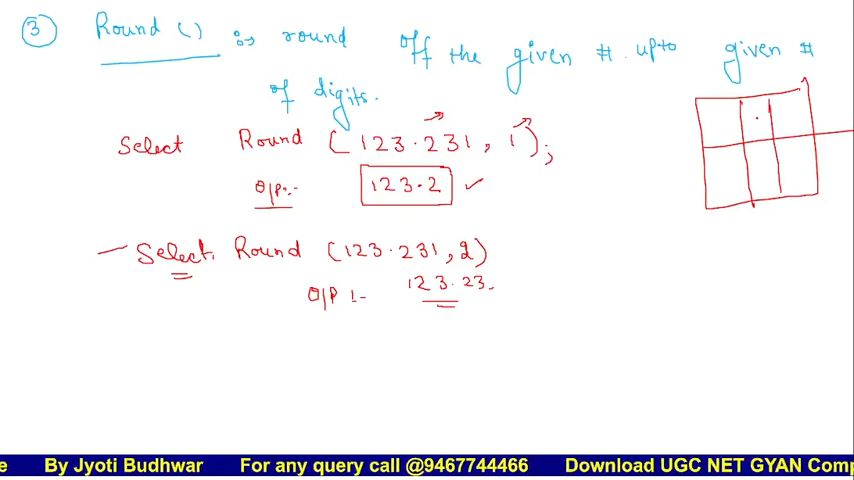 ③ Round () :→ round off the given # upto given #
of digits.
Select Round (123.231, 1);
O/P:- 123.2 ✓
— Select. Round (123.231, 2)
O/P :- 123.23.
e By Jyoti Budhwar For any query call @9467744466 Download UGC NET GYAN Comp